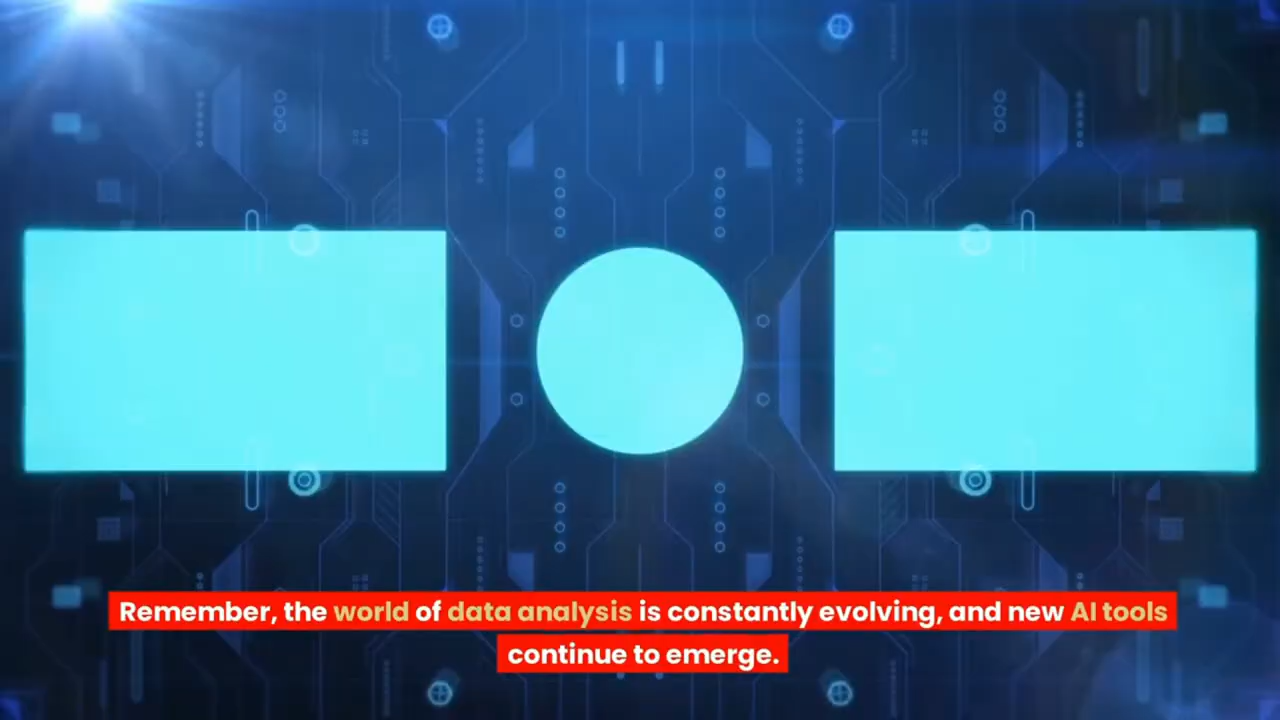 Remember, the world of data analysis is constantly evolving, and new AI tools
continue to emerge.